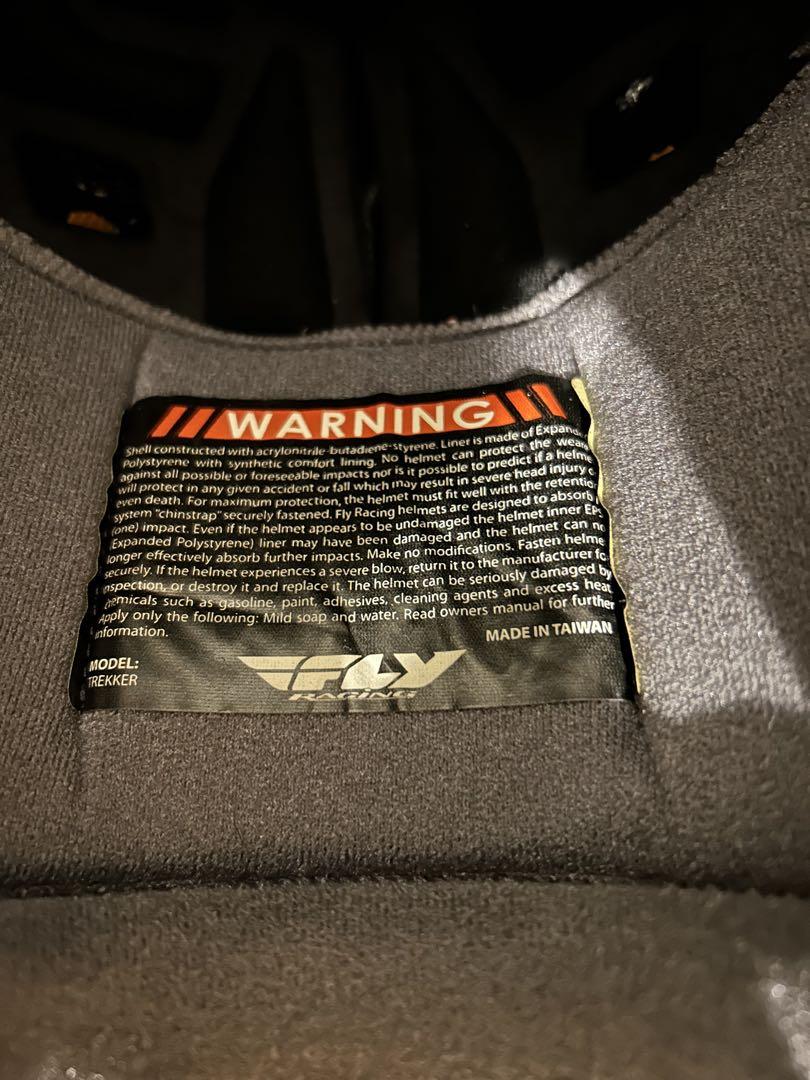 WARNING
Shell constructed with acrylonitrile-butadiene-styrene. Liner is made of Expand
Polystyrene with synthetic comfort lining. No helmet can protect the wear
against all possible or foreseeable impacts nor is it possible to predict if a helm
will protect in any given accident or fall which may result in severe head injury
even death. For maximum protection, the helmet must fit well with the retenti
system "chinstrap" securely fastened. Fly Racing helmets are designed to absorb
(one) impact. Even if the helmet appears to be undamaged the helmet inner EPS
Expanded Polystyrene) liner may have been damaged and the helmet can no
longer effectively absorb further impacts. Make no modifications. Fasten helme
securely. If the helmet experiences a severe blow, return it to the manufacturer fo
inspection, or destroy it and replace it. The helmet can be seriously damaged by
chemicals such as gasoline, paint, adhesives, cleaning agents and excess heat.
Apply only the following: Mild soap and water. Read owners manual for further
information.
MADE IN TAIWAN
MODEL:
TREKKER
FLY
RACING